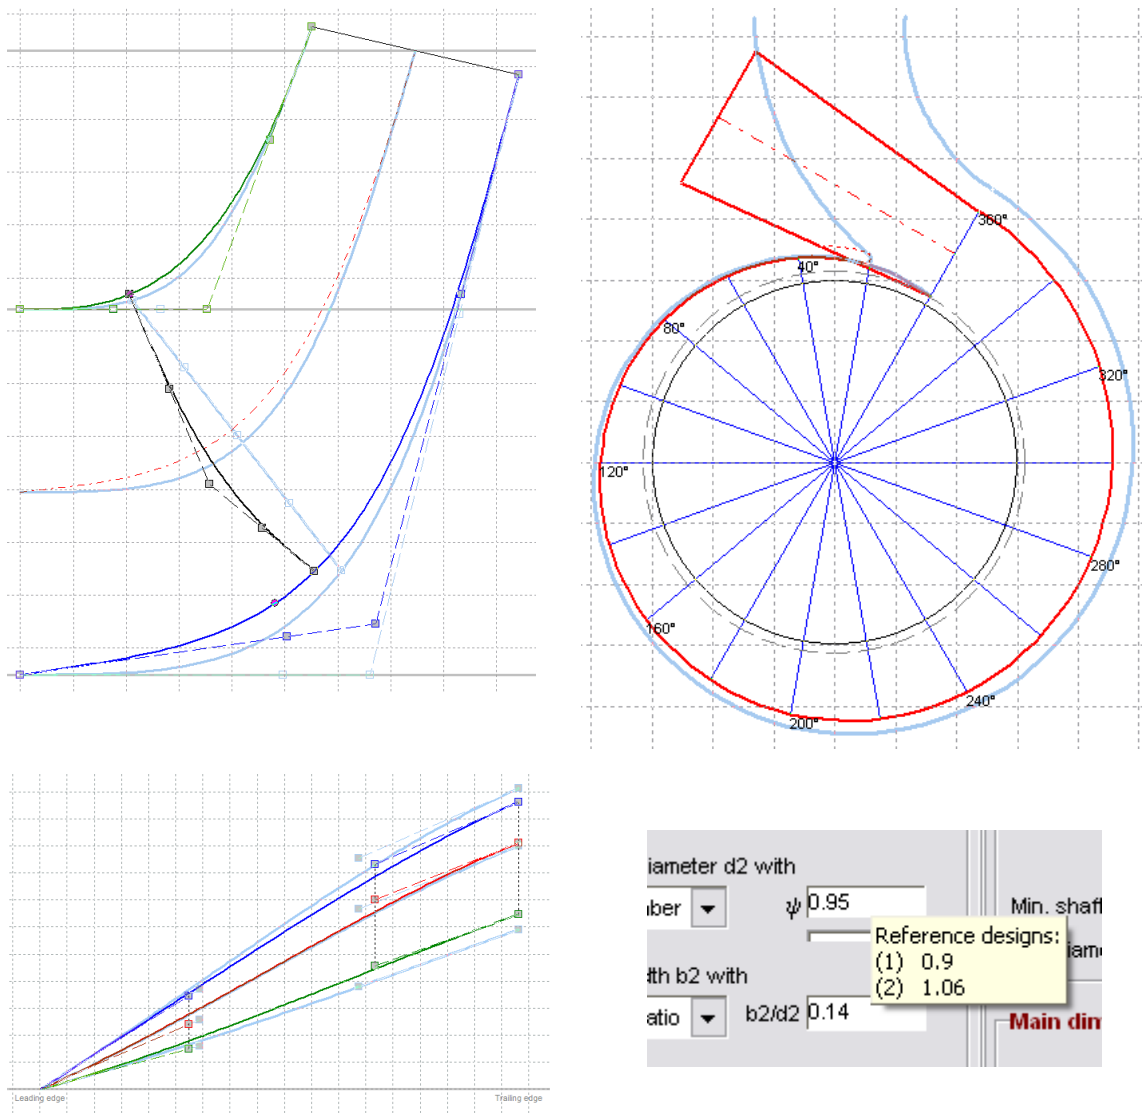 360°
40°
80°
320°
120°
280°
160°
240°
200°
Leading edge
Trailing edge
iameter d2 with
ber
ψ
0.95
Min. shaf
Reference designs:
(1) 0.9
(2) 1.06
iam
th b2 with
atio
b2/d2
0.14
Main dim